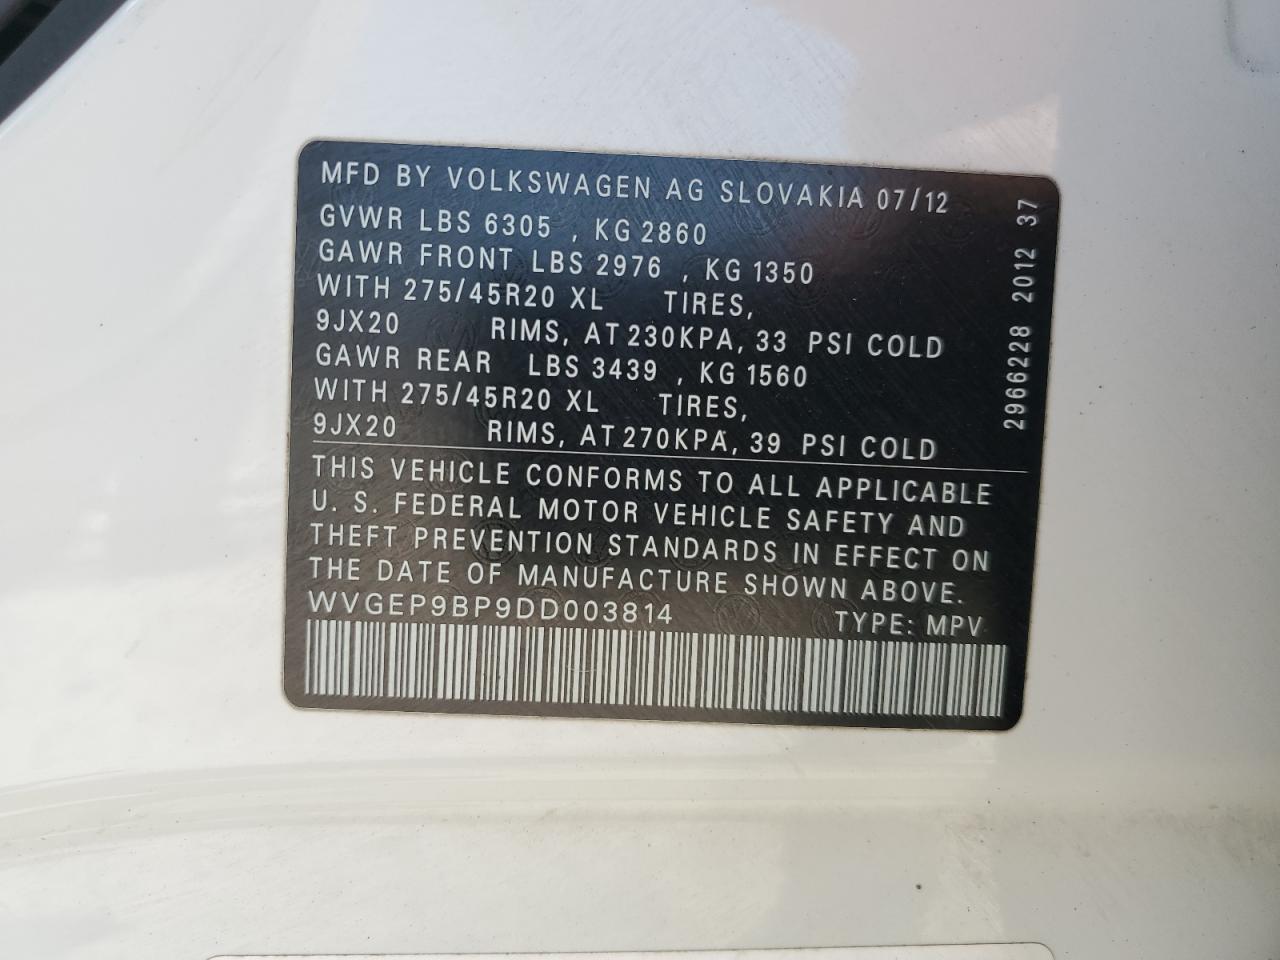 MFD BY VOLKSWAGEN AG SLOVAKIA 07/12
GVWR LBS 6305 , KG 2860
GAWR FRONT LBS 2976 , KG 1350
WITH 275/45R20 XL TIRES,
9JX20 RIMS, AT 230KPA, 33 PSI COLD
GAWR REAR LBS 3439 , KG 1560
WITH 275/45R20 XL TIRES,
9JX20 RIMS, AT 270KPA, 39 PSI COLD
THIS VEHICLE CONFORMS TO ALL APPLICABLE
U. S. FEDERAL MOTOR VEHICLE SAFETY AND
THEFT PREVENTION STANDARDS IN EFFECT ON
THE DATE OF MANUFACTURE SHOWN ABOVE.
WVGEP9BP9DD003814 TYPE: MPV
2966228 2012 37